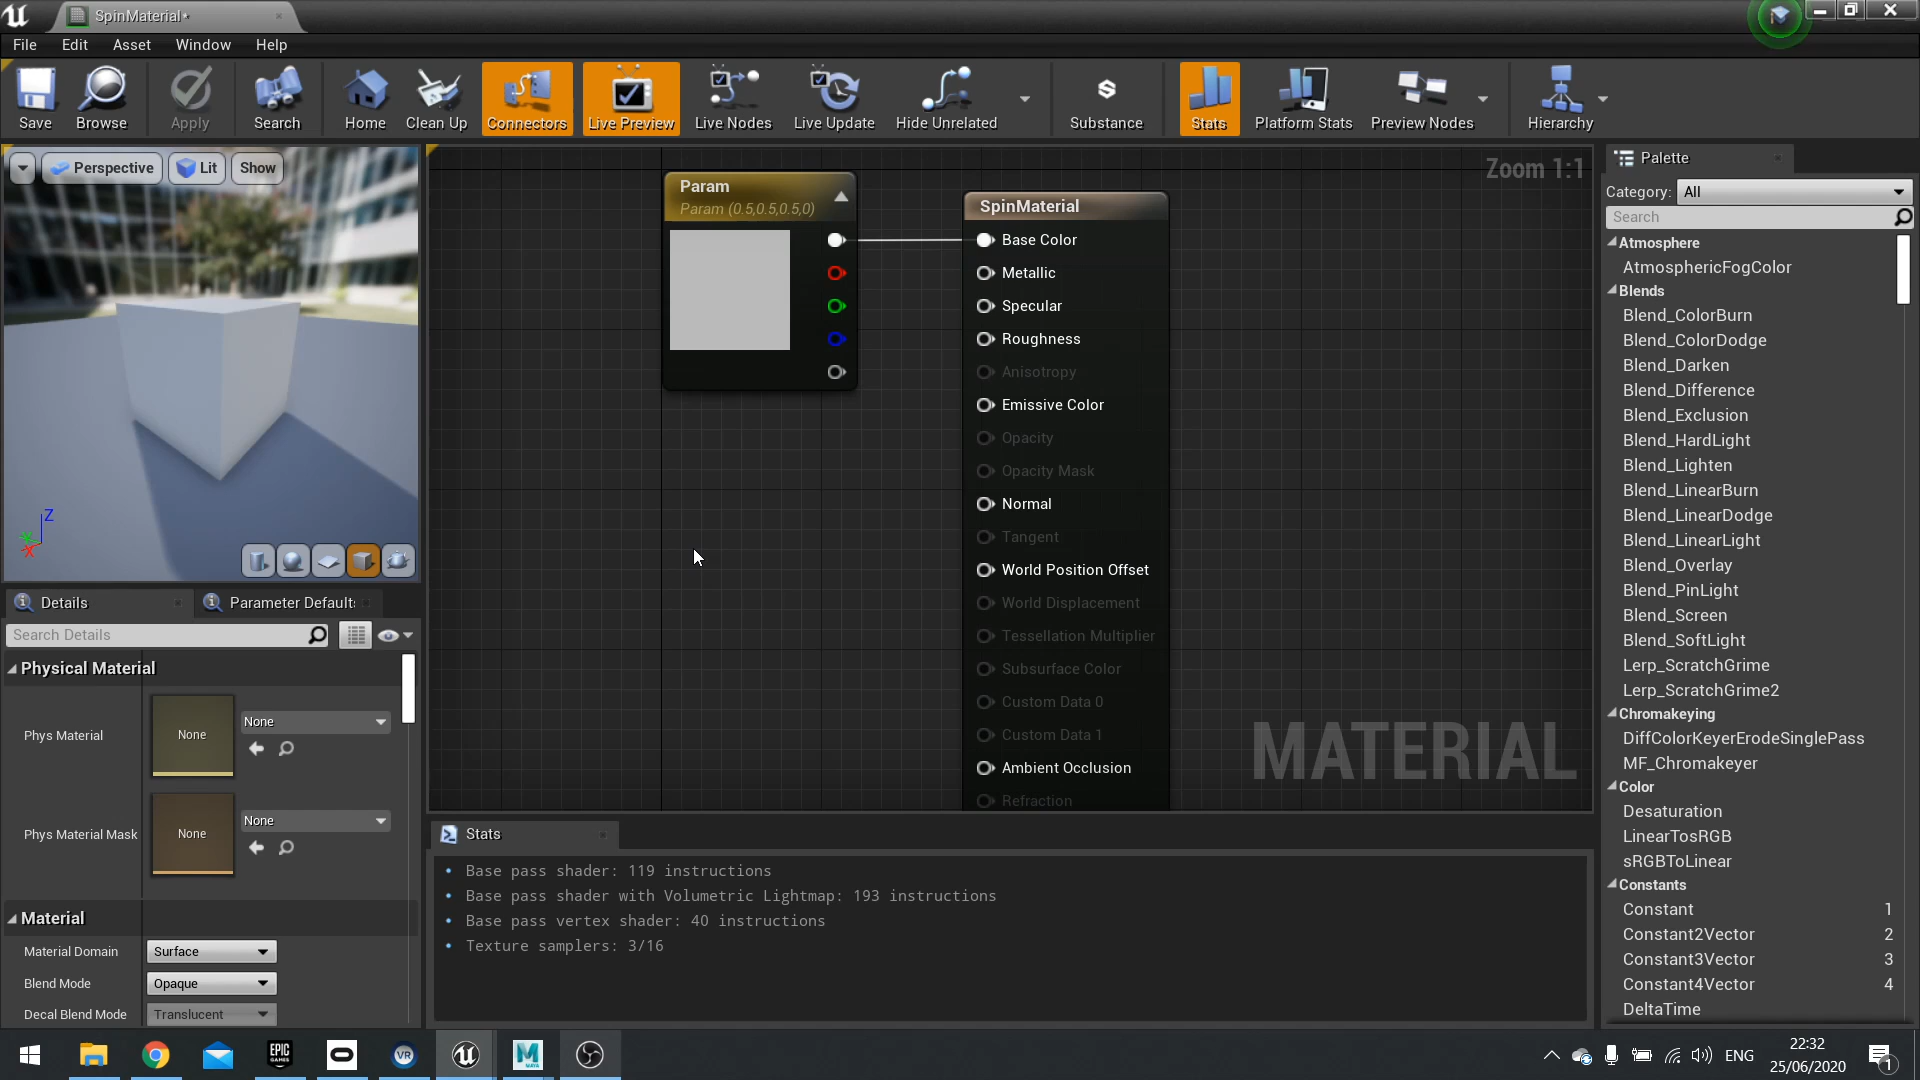 SpinMaterial*
File Edit Asset Window Help
Save Browse Apply Search Home Clean Up Connectors Live Preview Live Nodes Live Update Hide Unrelated Substance Stats Platform Stats Preview Nodes Hierarchy
Perspective Lit Show
Z
X
Details Parameter Default
Search Details
Physical Material
Phys Material
None
None
Phys Material Mask
None
None
Material
Material Domain Surface
Blend Mode Opaque
Decal Blend Mode Translucent
Zoom 1:1
Param
Param (0.5,0.5,0.5,0)
SpinMaterial
Base Color
Metallic
Specular
Roughness
Anisotropy
Emissive Color
Opacity
Opacity Mask
Normal
Tangent
World Position Offset
World Displacement
Tessellation Multiplier
Subsurface Color
Custom Data 0
Custom Data 1
Ambient Occlusion
Refraction
MATERIAL
Stats
Base pass shader: 119 instructions
Base pass shader with Volumetric Lightmap: 193 instructions
Base pass vertex shader: 40 instructions
Texture samplers: 3/16
Palette
Category: All
Search
Atmosphere
AtmosphericFogColor
Blends
Blend_ColorBurn
Blend_ColorDodge
Blend_Darken
Blend_Difference
Blend_Exclusion
Blend_HardLight
Blend_Lighten
Blend_LinearBurn
Blend_LinearDodge
Blend_LinearLight
Blend_Overlay
Blend_PinLight
Blend_Screen
Blend_SoftLight
Lerp_ScratchGrime
Lerp_ScratchGrime2
Chromakeying
DiffColorKeyerErodeSinglePass
MF_Chromakeyer
Color
Desaturation
LinearTosRGB
sRGBToLinear
Constants
Constant 1
Constant2Vector 2
Constant3Vector 3
Constant4Vector 4
DeltaTime
EPIC
GAMES
VR
M
MAYA
ENG
22:32
25/06/2020
1